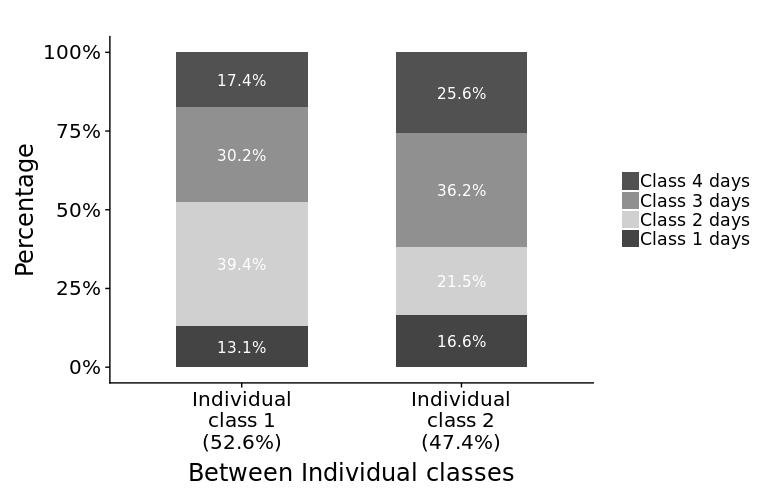 100%
75%
50%
25%
0%
Percentage
17.4%
30.2%
39.4%
13.1%
25.6%
36.2%
21.5%
16.6%
Class 4 days
Class 3 days
Class 2 days
Class 1 days
Individual
class 1
(52.6%)
Individual
class 2
(47.4%)
Between Individual classes